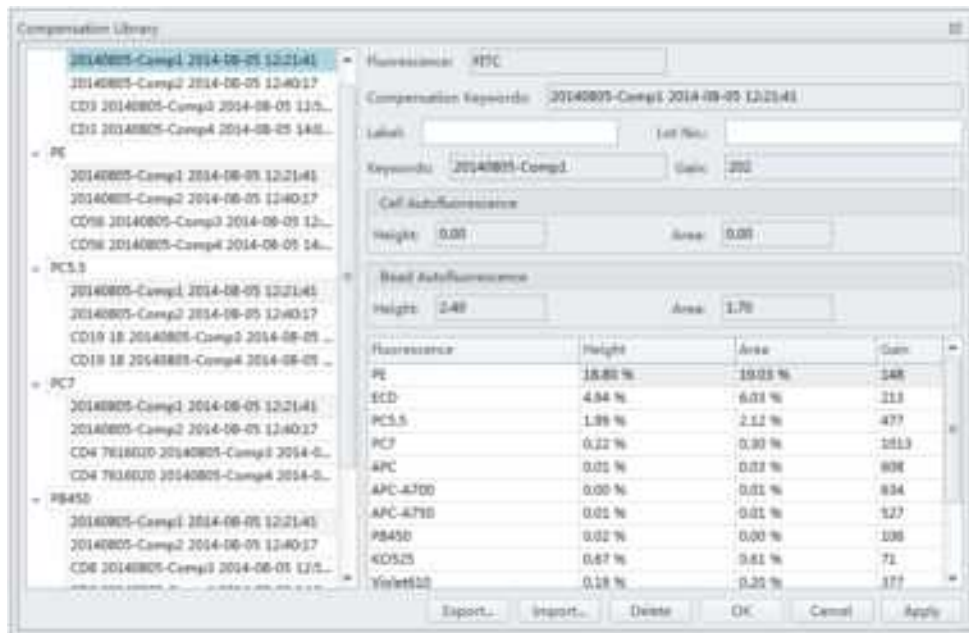 Compensation Library
20140805-Comp1 2014-08-05 12:21:41
20140805-Comp2 2014-08-05 12:40:17
CD3 20140805-Comp3 2014-08-05 12:5...
CD3 20140805-Comp4 2014-08-05 14:0...
PE
20140805-Comp1 2014-08-05 12:21:41
20140805-Comp2 2014-08-05 12:40:17
CD56 20140805-Comp3 2014-08-05 12:...
CD56 20140805-Comp4 2014-08-05 14:...
PC5.5
20140805-Comp1 2014-08-05 12:21:41
20140805-Comp2 2014-08-05 12:40:17
CD19 18 20140805-Comp3 2014-08-05 ...
CD19 18 20140805-Comp4 2014-08-05 ...
PC7
20140805-Comp1 2014-08-05 12:21:41
20140805-Comp2 2014-08-05 12:40:17
CD4 7616020 20140805-Comp3 2014-0...
CD4 7616020 20140805-Comp4 2014-0...
PB450
20140805-Comp1 2014-08-05 12:21:41
20140805-Comp2 2014-08-05 12:40:17
CD8 20140805-Comp3 2014-08-05 12:5...
Fluorescence: FITC
Compensation Keywords: 20140805-Comp1 2014-08-05 12:21:41
Label: Lot No.:
Keywords: 20140805-Comp1 Gain: 202
Cell Autofluorescence
Height: 0.00 Area: 0.00
Bead Autofluorescence
Height: 2.40 Area: 1.70
Fluorescence Height Area Gain
PE 18.80 % 19.03 % 148
ECD 4.94 % 6.03 % 213
PC5.5 1.99 % 2.12 % 477
PC7 0.22 % 0.30 % 1013
APC 0.01 % 0.03 % 608
APC-A700 0.00 % 0.01 % 634
APC-A750 0.01 % 0.01 % 527
PB450 0.02 % 0.00 % 108
KO525 0.67 % 0.61 % 71
Violet610 0.19 % 0.20 % 377
Export... Import... Delete OK Cancel Apply